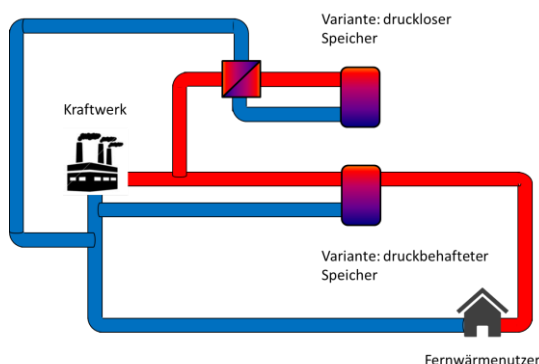 Variante: druckloser
Speicher
Kraftwerk
Variante: druckbehafteter
Speicher
Fernwärmenutzer